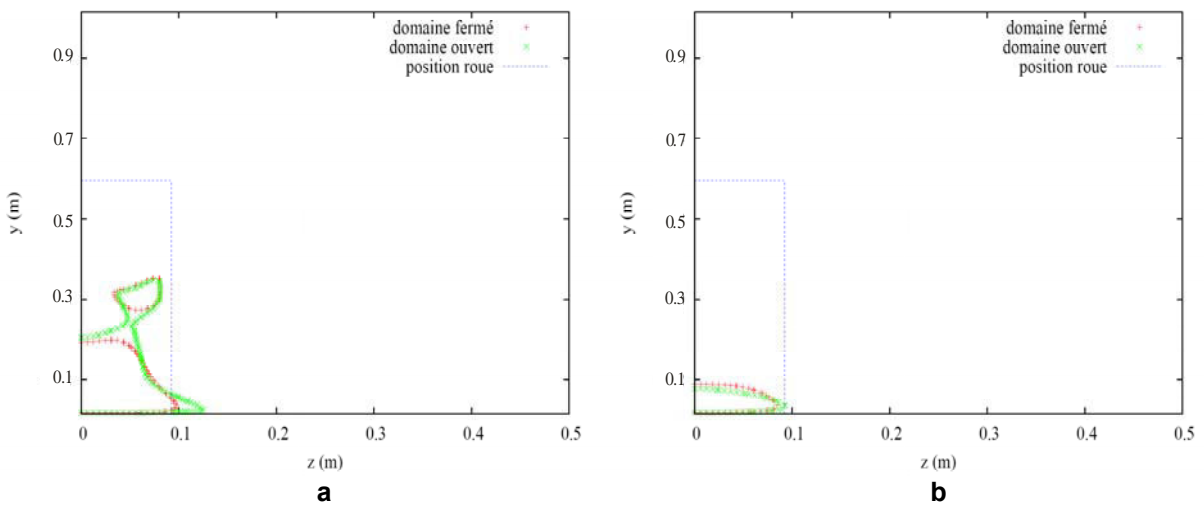 domaine fermé
domaine ouvert
position roue
0.9
0.7
0.5
0.3
0.1
y (m)
0 0.1 0.2 0.3 0.4 0.5
z (m)
a
domaine fermé
domaine ouvert
position roue
0.9
0.7
0.5
0.3
0.1
y (m)
0 0.1 0.2 0.3 0.4 0.5
z (m)
b